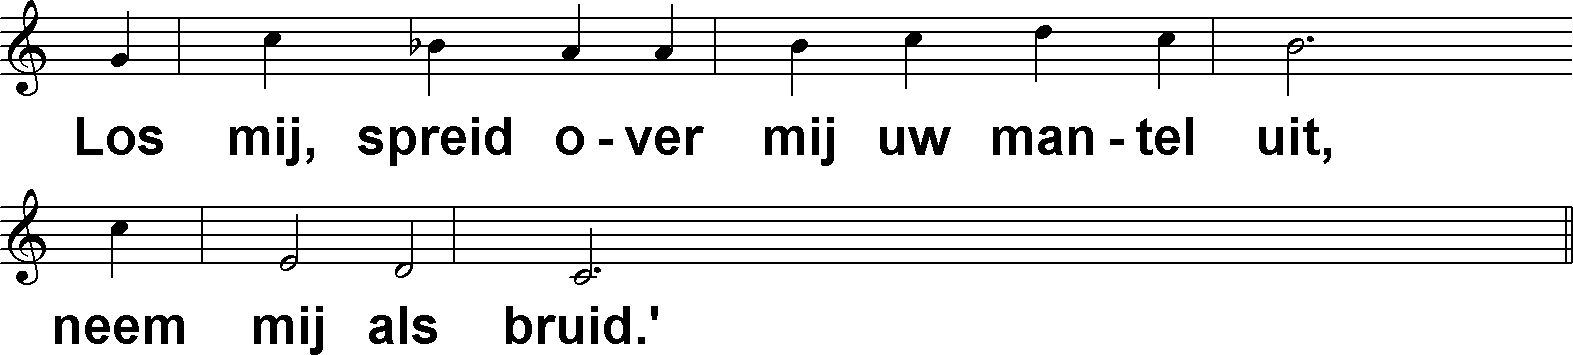 Los mij, spreid o - ver mij uw man - tel uit,
neem mij als bruid.'